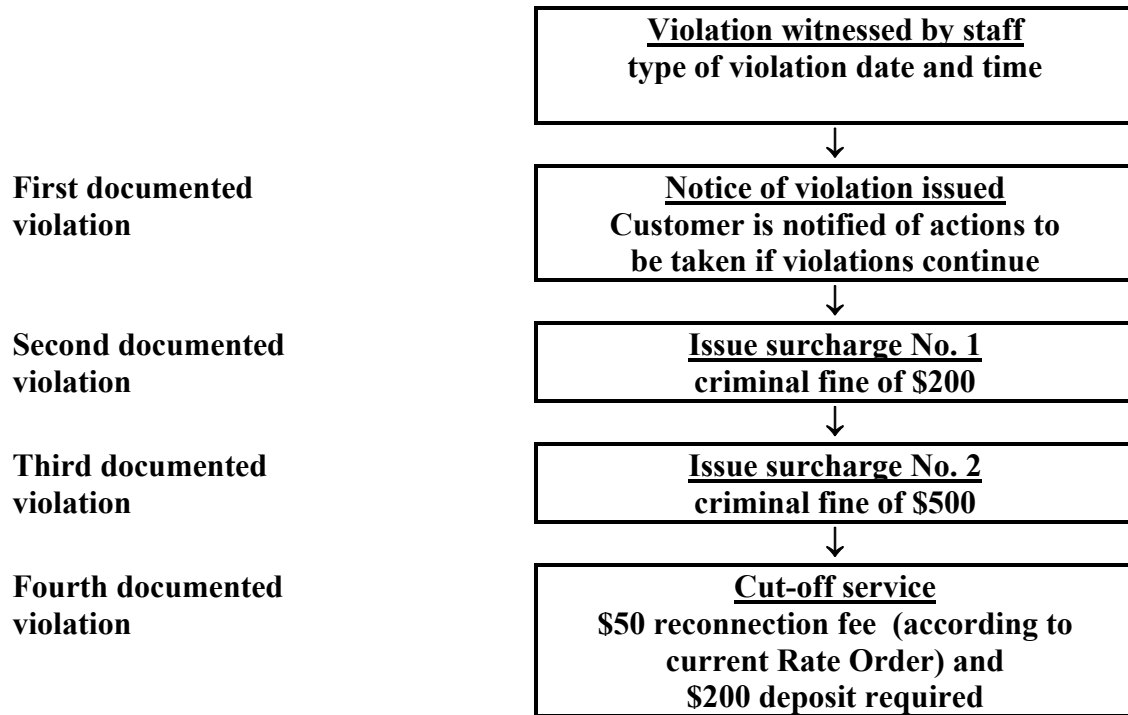 Violation witnessed by staff
type of violation date and time
↓
First documented
violation
Notice of violation issued
Customer is notified of actions to
be taken if violations continue
↓
Second documented
violation
Issue surcharge No. 1
criminal fine of $200
↓
Third documented
violation
Issue surcharge No. 2
criminal fine of $500
↓
Fourth documented
violation
Cut-off service
$50 reconnection fee (according to
current Rate Order) and
$200 deposit required